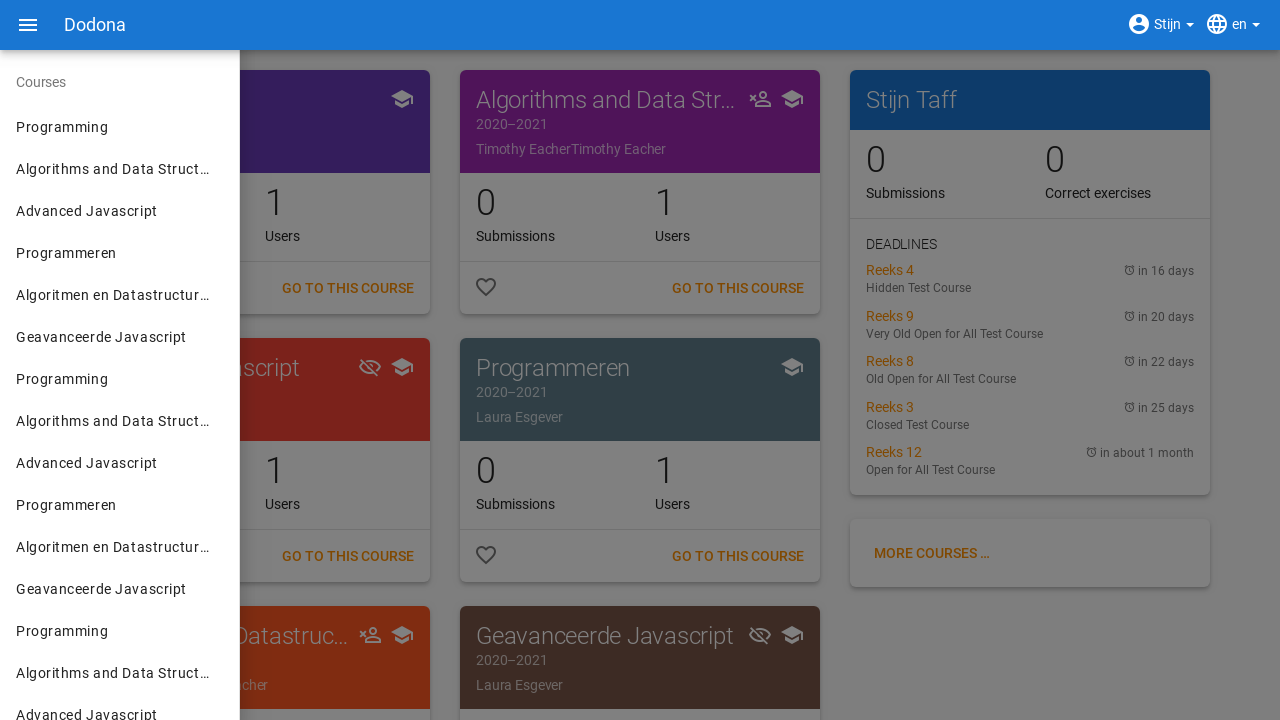 Dodona
Stijn
en
Courses
Programming
Algorithms and Data Struct...
Advanced Javascript
Programmeren
Algoritmen en Datastructur...
Geavanceerde Javascript
Programming
Algorithms and Data Struct...
Advanced Javascript
Programmeren
Algoritmen en Datastructur...
Geavanceerde Javascript
Programming
Algorithms and Data Struct...
Advanced Javascript
1
Users
GO TO THIS COURSE
Algorithms and Data Str...
2020–2021
Timothy EacherTimothy Eacher
0
Submissions
1
Users
GO TO THIS COURSE
ascript
1
Users
GO TO THIS COURSE
Programmeren
2020–2021
Laura Esgever
0
Submissions
1
Users
GO TO THIS COURSE
Datastruc...
acher
Geavanceerde Javascript
2020–2021
Laura Esgever
Stijn Taff
0
Submissions
0
Correct exercises
DEADLINES
Reeks 4
in 16 days
Hidden Test Course
Reeks 9
in 20 days
Very Old Open for All Test Course
Reeks 8
in 22 days
Old Open for All Test Course
Reeks 3
in 25 days
Closed Test Course
Reeks 12
in about 1 month
Open for All Test Course
MORE COURSES ...